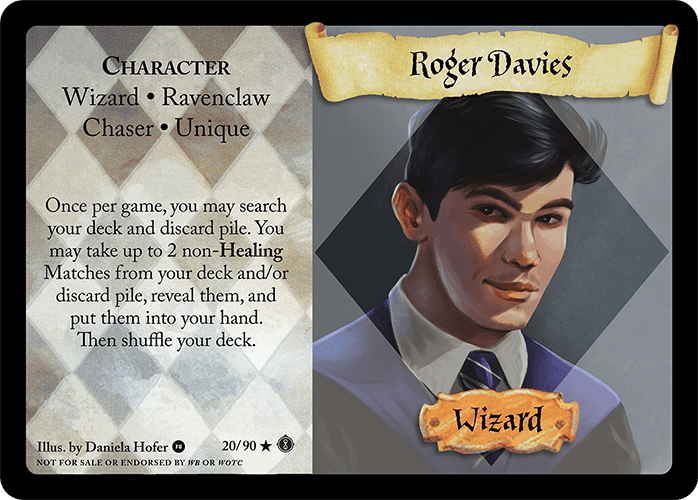 CHARACTER
Wizard • Ravenclaw
Chaser • Unique
Once per game, you may search
your deck and discard pile. You
may take up to 2 non-Healing
Matches from your deck and/or
discard pile, reveal them, and
put them into your hand.
Then shuffle your deck.
Illus. by Daniela Hofer FU 20/90 ★
NOT FOR SALE OR ENDORSED BY WB OR WOTC
Roger Davies
Wizard